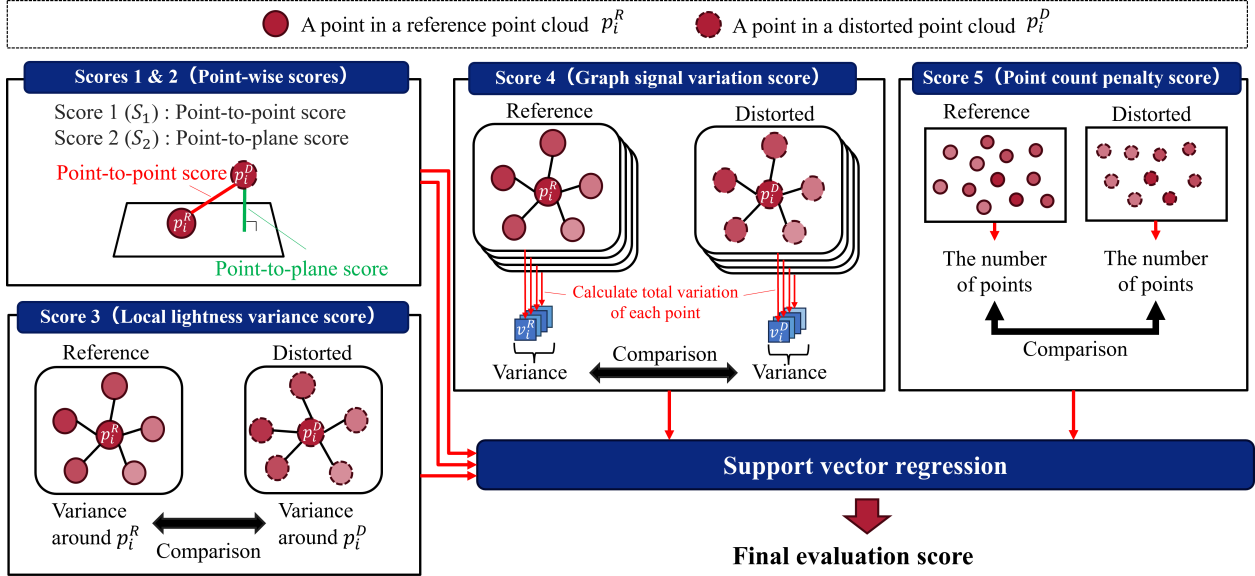 A point in a reference point cloud p_i^R
A point in a distorted point cloud p_i^D
Scores 1 & 2（Point-wise scores）
Score 1 (S_1) : Point-to-point score
Score 2 (S_2) : Point-to-plane score
Point-to-point score
p_i^D
p_i^R
Point-to-plane score
Score 3（Local lightness variance score）
Reference
Distorted
p_i^R
p_i^D
Variance
around p_i^R
Variance
around p_i^D
Comparison
Score 4（Graph signal variation score）
Reference
Distorted
p_i^R
p_i^D
Calculate total variation
of each point
v_i^R
v_i^D
Variance
Comparison
Variance
Score 5（Point count penalty score）
Reference
Distorted
The number
of points
The number
of points
Comparison
Support vector regression
Final evaluation score